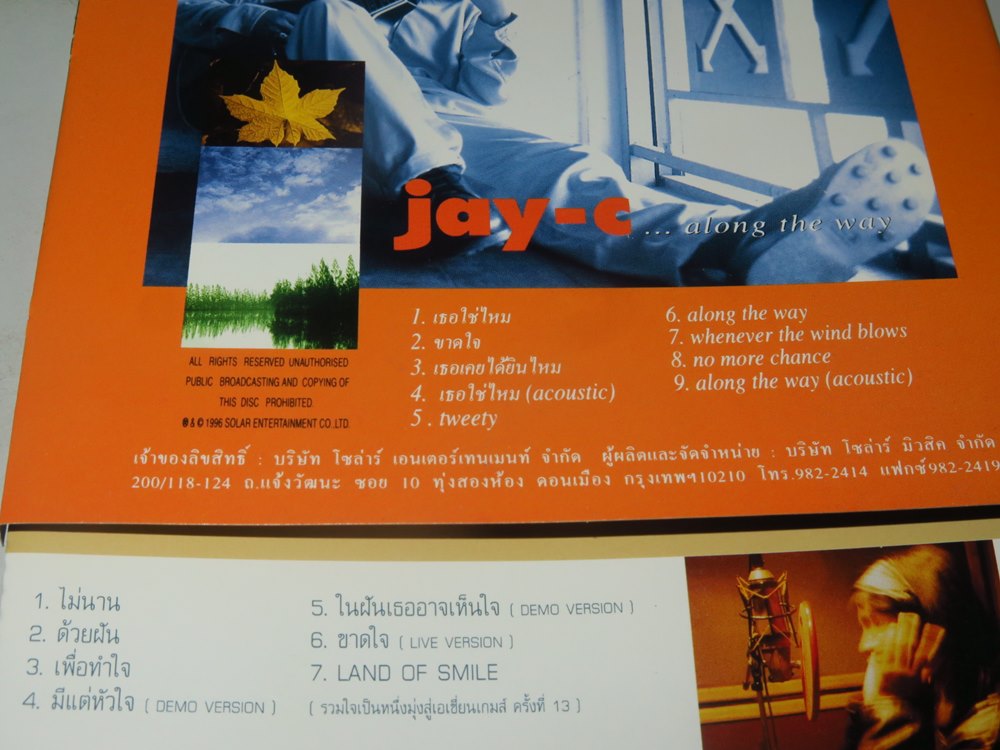 jay-c ... along the way
1. เธอใช่ไหม
2. ขาดใจ
3. เธอเคยได้ยินไหม
4. เธอใช่ไหม (acoustic)
5 . tweety
6. along the way
7. whenever the wind blows
8. no more chance
9. along the way (acoustic)
ALL RIGHTS RESERVED UNAUTHORISED
PUBLIC BROADCASTING AND COPYING OF
THIS DISC PROHIBITED.
℗ & © 1996 SOLAR ENTERTAINMENT CO.,LTD.
เจ้าของลิขสิทธิ์ : บริษัท โซล่าร์ เอนเตอร์เทนเมนท์ จำกัด ผู้ผลิตและจัดจำหน่าย : บริษัท โซล่าร์ มิวสิค จำกัด
200/118-124 ถ.แจ้งวัฒนะ ซอย 10 ทุ่งสองห้อง ดอนเมือง กรุงเทพฯ10210 โทร.982-2414 แฟกซ์982-2419
1. ไม่นาน
2. ด้วยฝัน
3. เพื่อทำใจ
4. มีแต่หัวใจ ( DEMO VERSION )
5. ในฝันเธออาจเห็นใจ ( DEMO VERSION )
6. ขาดใจ ( LIVE VERSION )
7. LAND OF SMILE
( รวมใจเป็นหนึ่งมุ่งสู่เอเชี่ยนเกมส์ ครั้งที่ 13 )